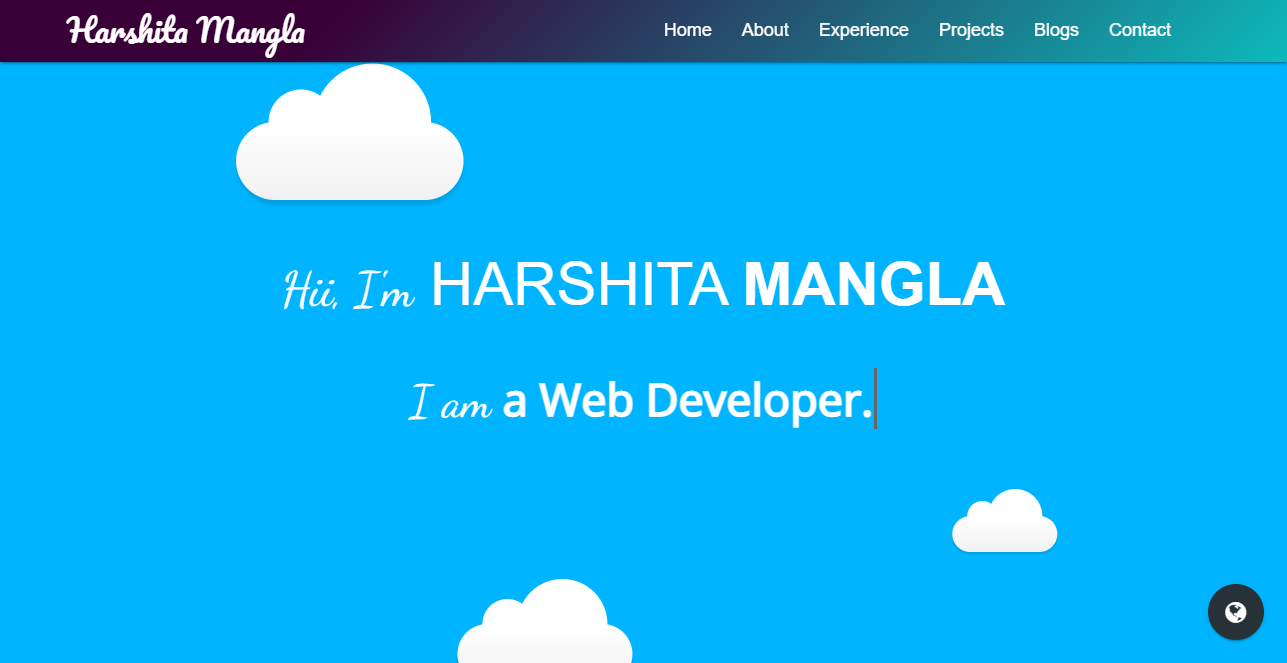 Harshita Mangla
Home About Experience Projects Blogs Contact
Hii, I'm HARSHITA MANGLA
I am a Web Developer.